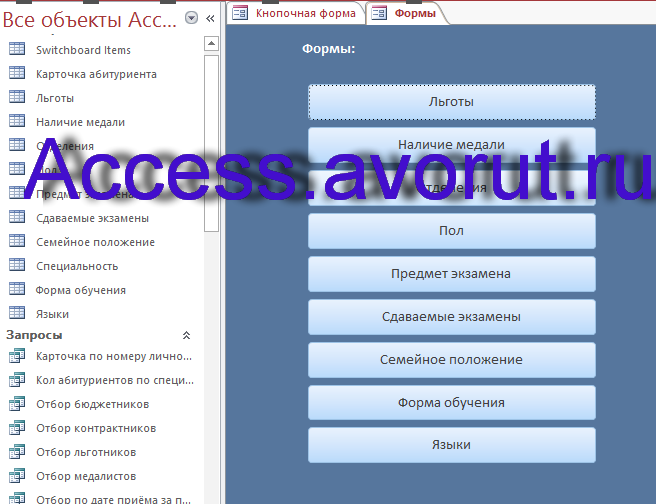 Все объекты Acc...
Switchboard Items
Карточка абитуриента
Льготы
Наличие медали
Отделения
Пол
Предмет экзамена
Сдаваемые экзамены
Семейное положение
Специальность
Форма обучения
Языки
Запросы
Карточка по номеру лично...
Кол абитуриентов по специ...
Отбор бюджетников
Отбор контрактников
Отбор льготников
Отбор медалистов
Отбор по дате приёма за п...
Кнопочная форма
Формы
Формы:
Льготы
Наличие медали
Отделения
Пол
Предмет экзамена
Сдаваемые экзамены
Семейное положение
Форма обучения
Языки
Access.avorut.ru